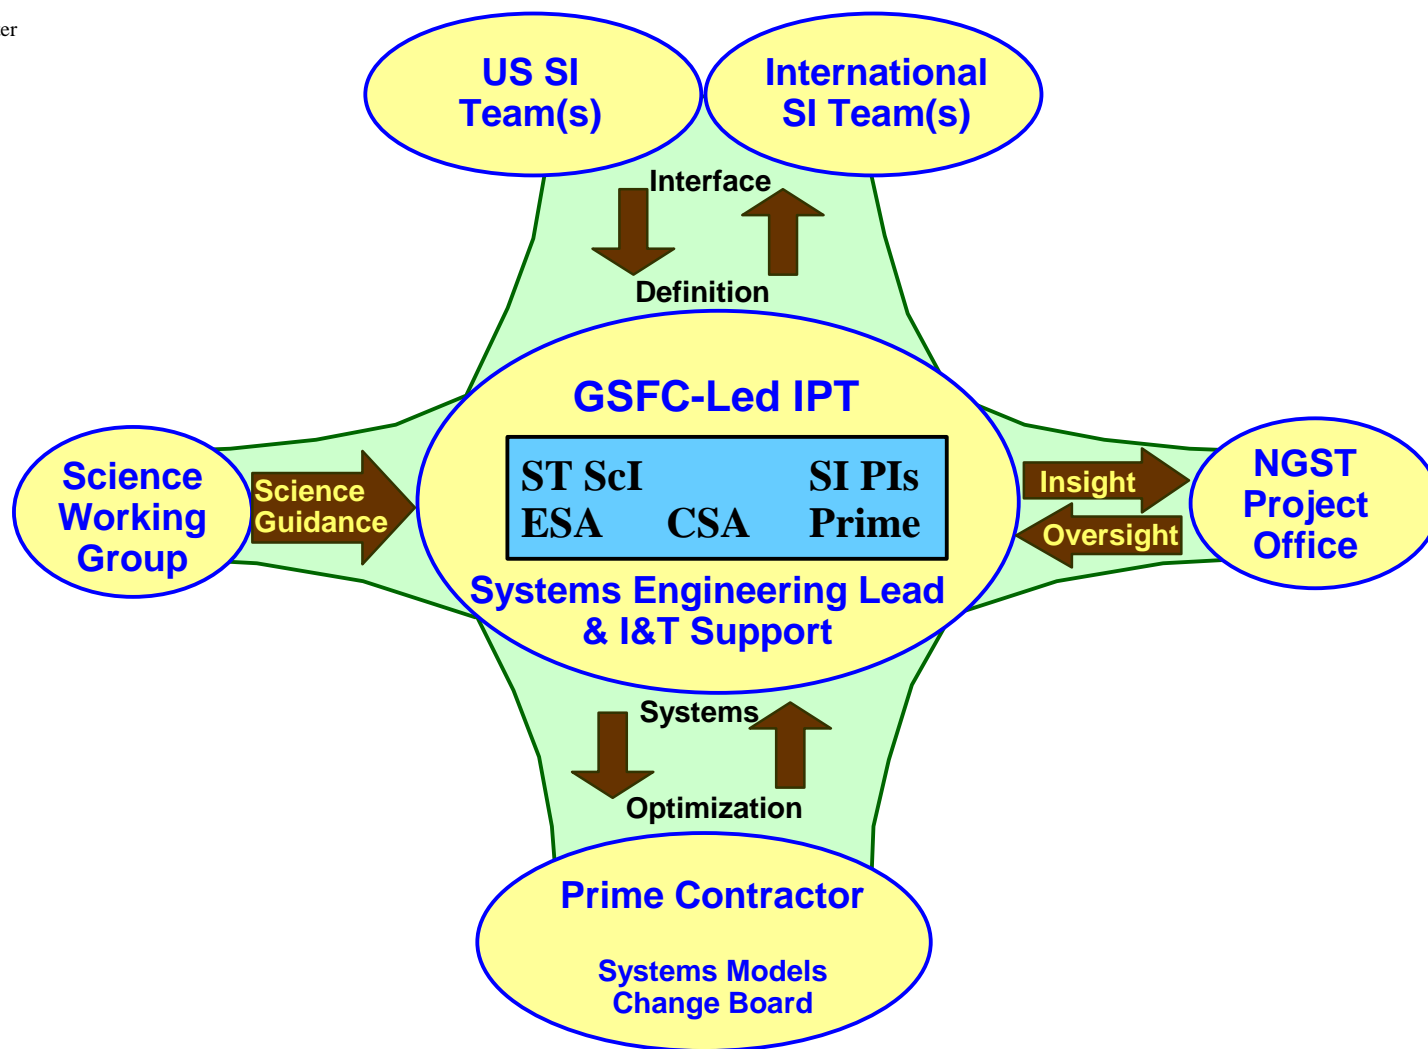 er
US SI
Team(s)
International
SI Team(s)
Interface
Definition
GSFC-Led IPT
ST ScI SI PIs
ESA CSA Prime
Systems Engineering Lead
& I&T Support
Science
Working
Group
Science
Guidance
Insight
Oversight
NGST
Project
Office
Systems
Optimization
Prime Contractor
Systems Models
Change Board